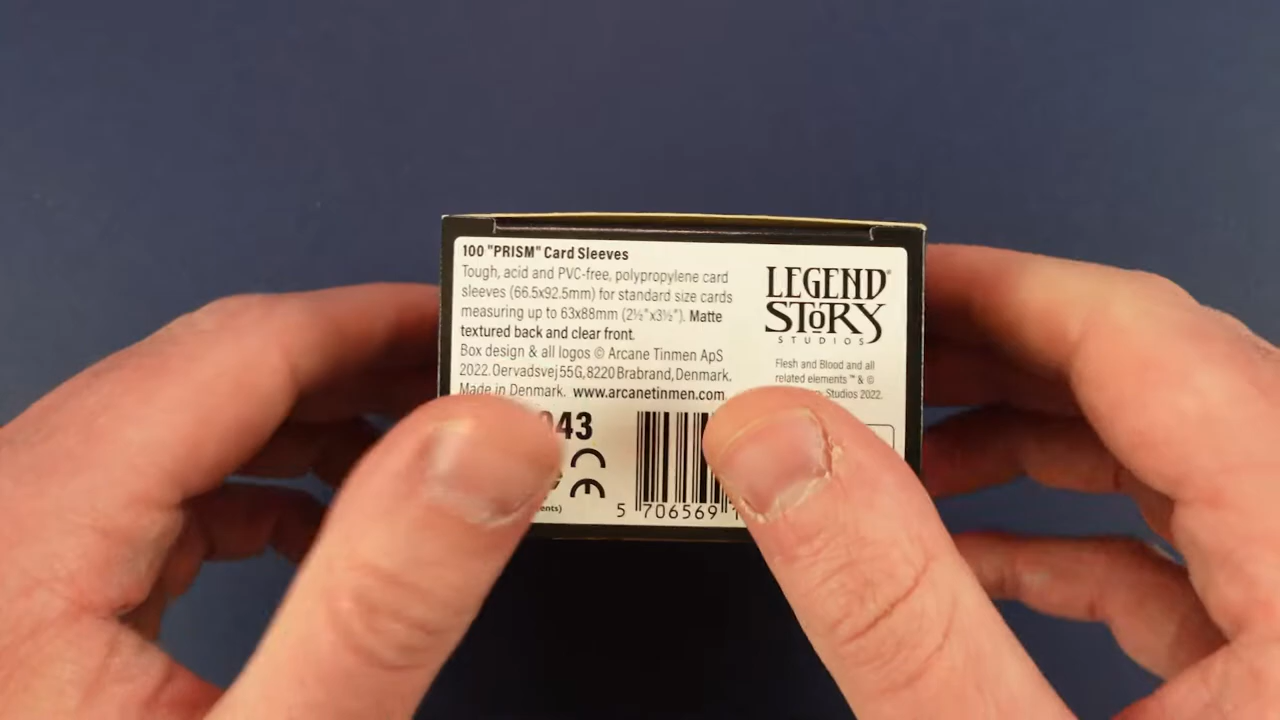 100 "PRISM" Card Sleeves
Tough, acid and PVC-free, polypropylene card
sleeves (66.5x92.5mm) for standard size cards
measuring up to 63x88mm (2½"x3½"). Matte
textured back and clear front.
Box design & all logos © Arcane Tinmen ApS
2022. Oervadsvej 55G, 8220 Brabrand, Denmark.
Made in Denmark. www.arcanetinmen.com
LEGEND®
STORY
STUDIOS
Flesh and Blood and all
related elements ™ & ©
Studios 2022.
43
CE
5 706569